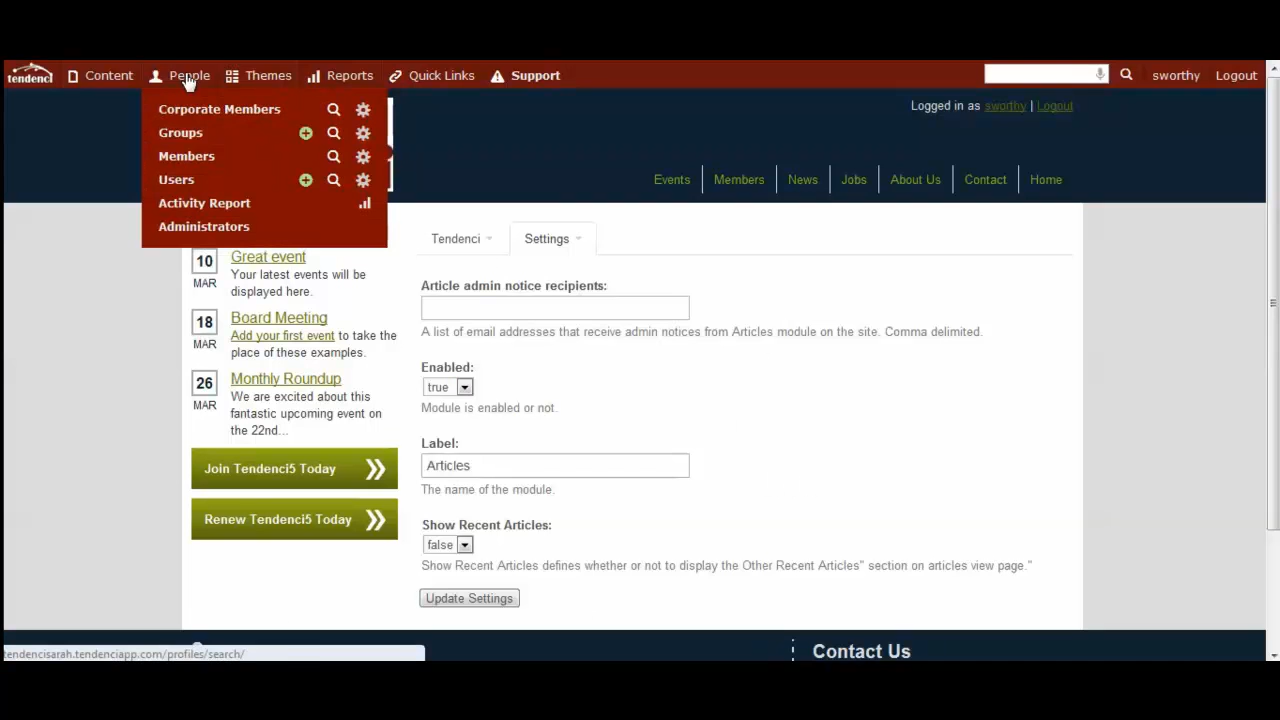 tendenci Content People Themes Reports Quick Links Support sworthy Logout
Corporate Members
Groups
Members
Users
Activity Report
Administrators
Logged in as sworthy | Logout
Events Members News Jobs About Us Contact Home
10
MAR
Great event
Your latest events will be
displayed here.
18
MAR
Board Meeting
Add your first event to take the
place of these examples.
26
MAR
Monthly Roundup
We are excited about this
fantastic upcoming event on
the 22nd...
Join Tendenci5 Today
Renew Tendenci5 Today
Tendenci Settings
Article admin notice recipients:
A list of email addresses that receive admin notices from Articles module on the site. Comma delimited.
Enabled:
true
Module is enabled or not.
Label:
Articles
The name of the module.
Show Recent Articles:
false
Show Recent Articles defines whether or not to display the Other Recent Articles" section on articles view page."
Update Settings
Contact Us
tendencisarah.tendenciapp.com/profiles/search/